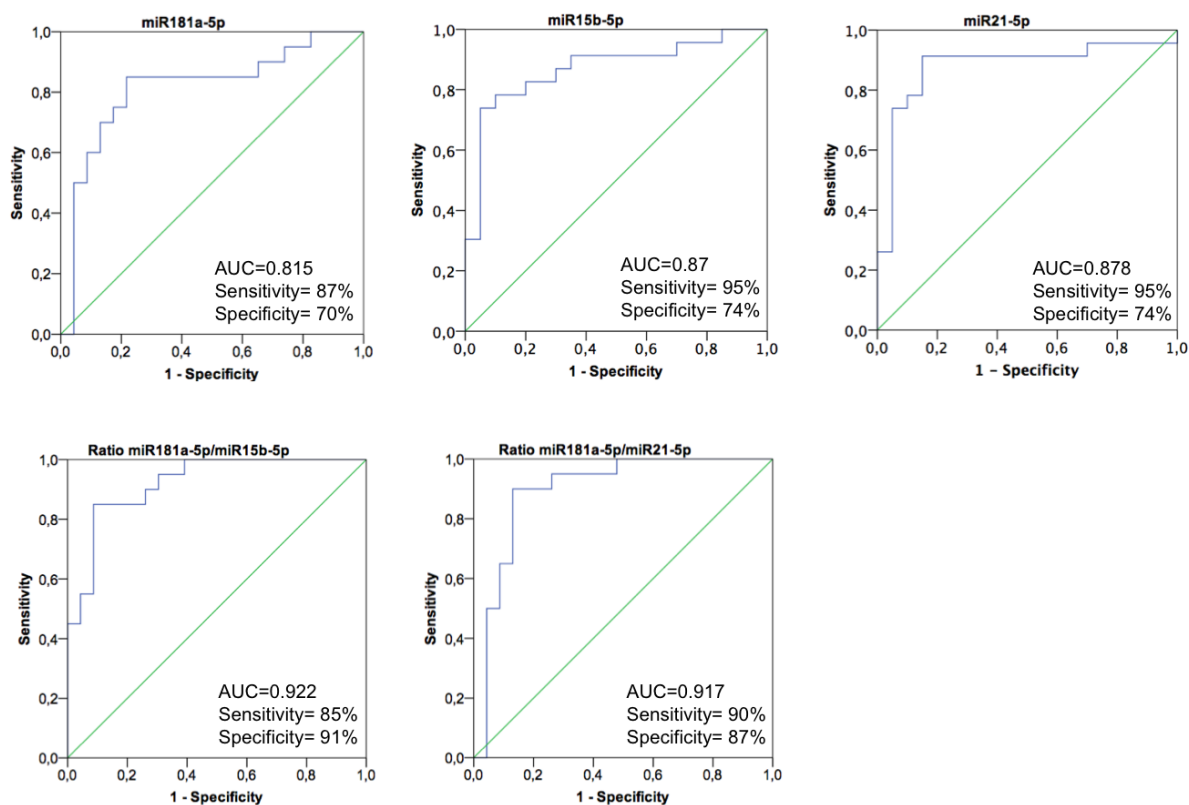 miR181a-5p
1,0
0,8
0,6
0,4
0,2
0,0
Sensitivity
AUC=0.815
Sensitivity= 87%
Specificity= 70%
0,0 0,2 0,4 0,6 0,8 1,0
1 - Specificity
miR15b-5p
1,0
0,8
0,6
0,4
0,2
0,0
Sensitivity
AUC=0.87
Sensitivity= 95%
Specificity= 74%
0,0 0,2 0,4 0,6 0,8 1,0
1 - Specificity
miR21-5p
1,0
0,8
0,6
0,4
0,2
0,0
Sensitivity
AUC=0.878
Sensitivity= 95%
Specificity= 74%
0,0 0,2 0,4 0,6 0,8 1,0
1 – Specificity
Ratio miR181a-5p/miR15b-5p
1,0
0,8
0,6
0,4
0,2
0,0
Sensitivity
AUC=0.922
Sensitivity= 85%
Specificity= 91%
0,0 0,2 0,4 0,6 0,8 1,0
1 - Specificity
Ratio miR181a-5p/miR21-5p
1,0
0,8
0,6
0,4
0,2
0,0
Sensitivity
AUC=0.917
Sensitivity= 90%
Specificity= 87%
0,0 0,2 0,4 0,6 0,8 1,0
1 - Specificity